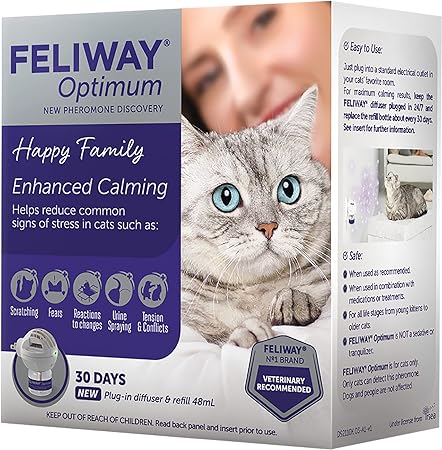 FELIWAY®
Optimum
NEW PHEROMONE DISCOVERY
Happy Family
Enhanced Calming
Helps reduce common
signs of stress in cats such as:
Scratching
Fears
Reactions
to changes
Urine
Spraying
Tension
& Conflicts
FELIWAY
30 DAYS
NEW Plug-in diffuser & refill 48mL
FELIWAY®
Nº1 BRAND
VETERINARY
RECOMMENDED
KEEP OUT OF REACH OF CHILDREN. Read back panel and insert prior to use.
Easy to Use:
Just plug into a standard electrical outlet in
your cats' favorite room.
For maximum calming results, keep the
FELIWAY® diffuser plugged in 24/7 and
replace the refill bottle about every 30 days.
See insert for further information.
Safe:
When used as recommended.
When used in combination with
medications or treatments.
For all life stages from young kittens to
older cats.
FELIWAY® Optimum is NOT a sedative or
tranquilizer.
FELIWAY® Optimum is for cats only.
Only cats can detect this pheromone.
Dogs and people are not affected.
Under license from